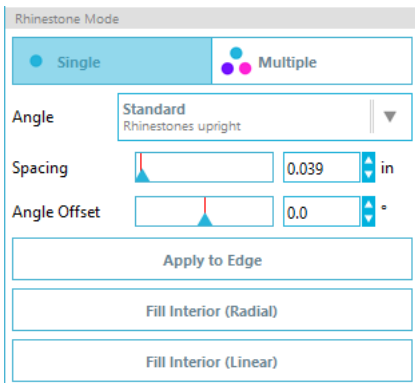 Rhinestone Mode
Single
Multiple
Angle
Standard
Rhinestones upright
Spacing
0.039
in
Angle Offset
0.0
°
Apply to Edge
Fill Interior (Radial)
Fill Interior (Linear)